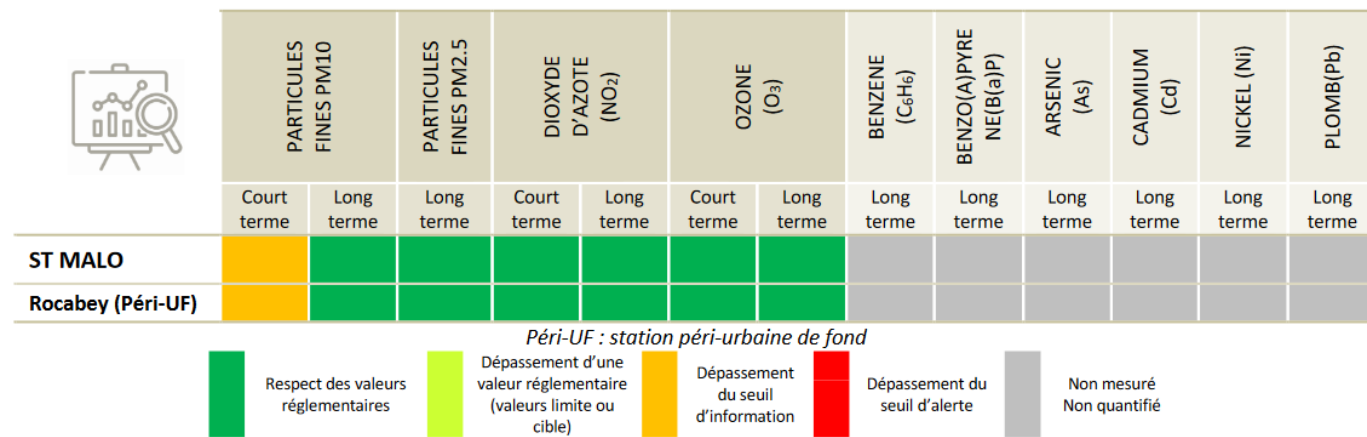 PARTICULES
FINES PM10
PARTICULES
FINES PM2.5
DIOXYDE
D'AZOTE
(NO₂)
OZONE
(O₃)
BENZENE
(C₆H₆)
BENZO(A)PYRE
NE(B(a)P)
ARSENIC
(As)
CADMIUM
(Cd)
NICKEL (Ni)
PLOMB(Pb)
Court
terme
Long
terme
Long
terme
Court
terme
Long
terme
Court
terme
Long
terme
Long
terme
Long
terme
Long
terme
Long
terme
Long
terme
Long
terme
ST MALO
Rocabey (Péri-UF)
Péri-UF : station péri-urbaine de fond
Respect des valeurs
réglementaires
Dépassement d'une
valeur réglementaire
(valeurs limite ou
cible)
Dépassement
du seuil
d'information
Dépassement du
seuil d'alerte
Non mesuré
Non quantifié